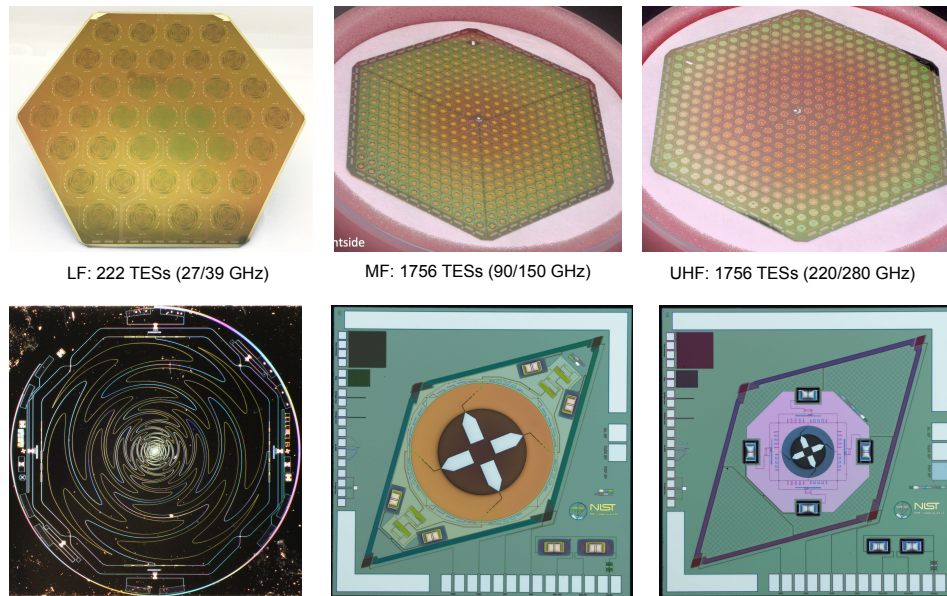 ntside
LF: 222 TESs (27/39 GHz)
MF: 1756 TESs (90/150 GHz)
UHF: 1756 TESs (220/280 GHz)
NIST
NIST